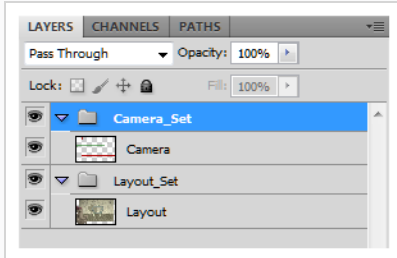 LAYERS CHANNELS PATHS
Pass Through Opacity: 100%
Lock: Fill: 100%
Camera_Set
Camera
Layout_Set
Layout